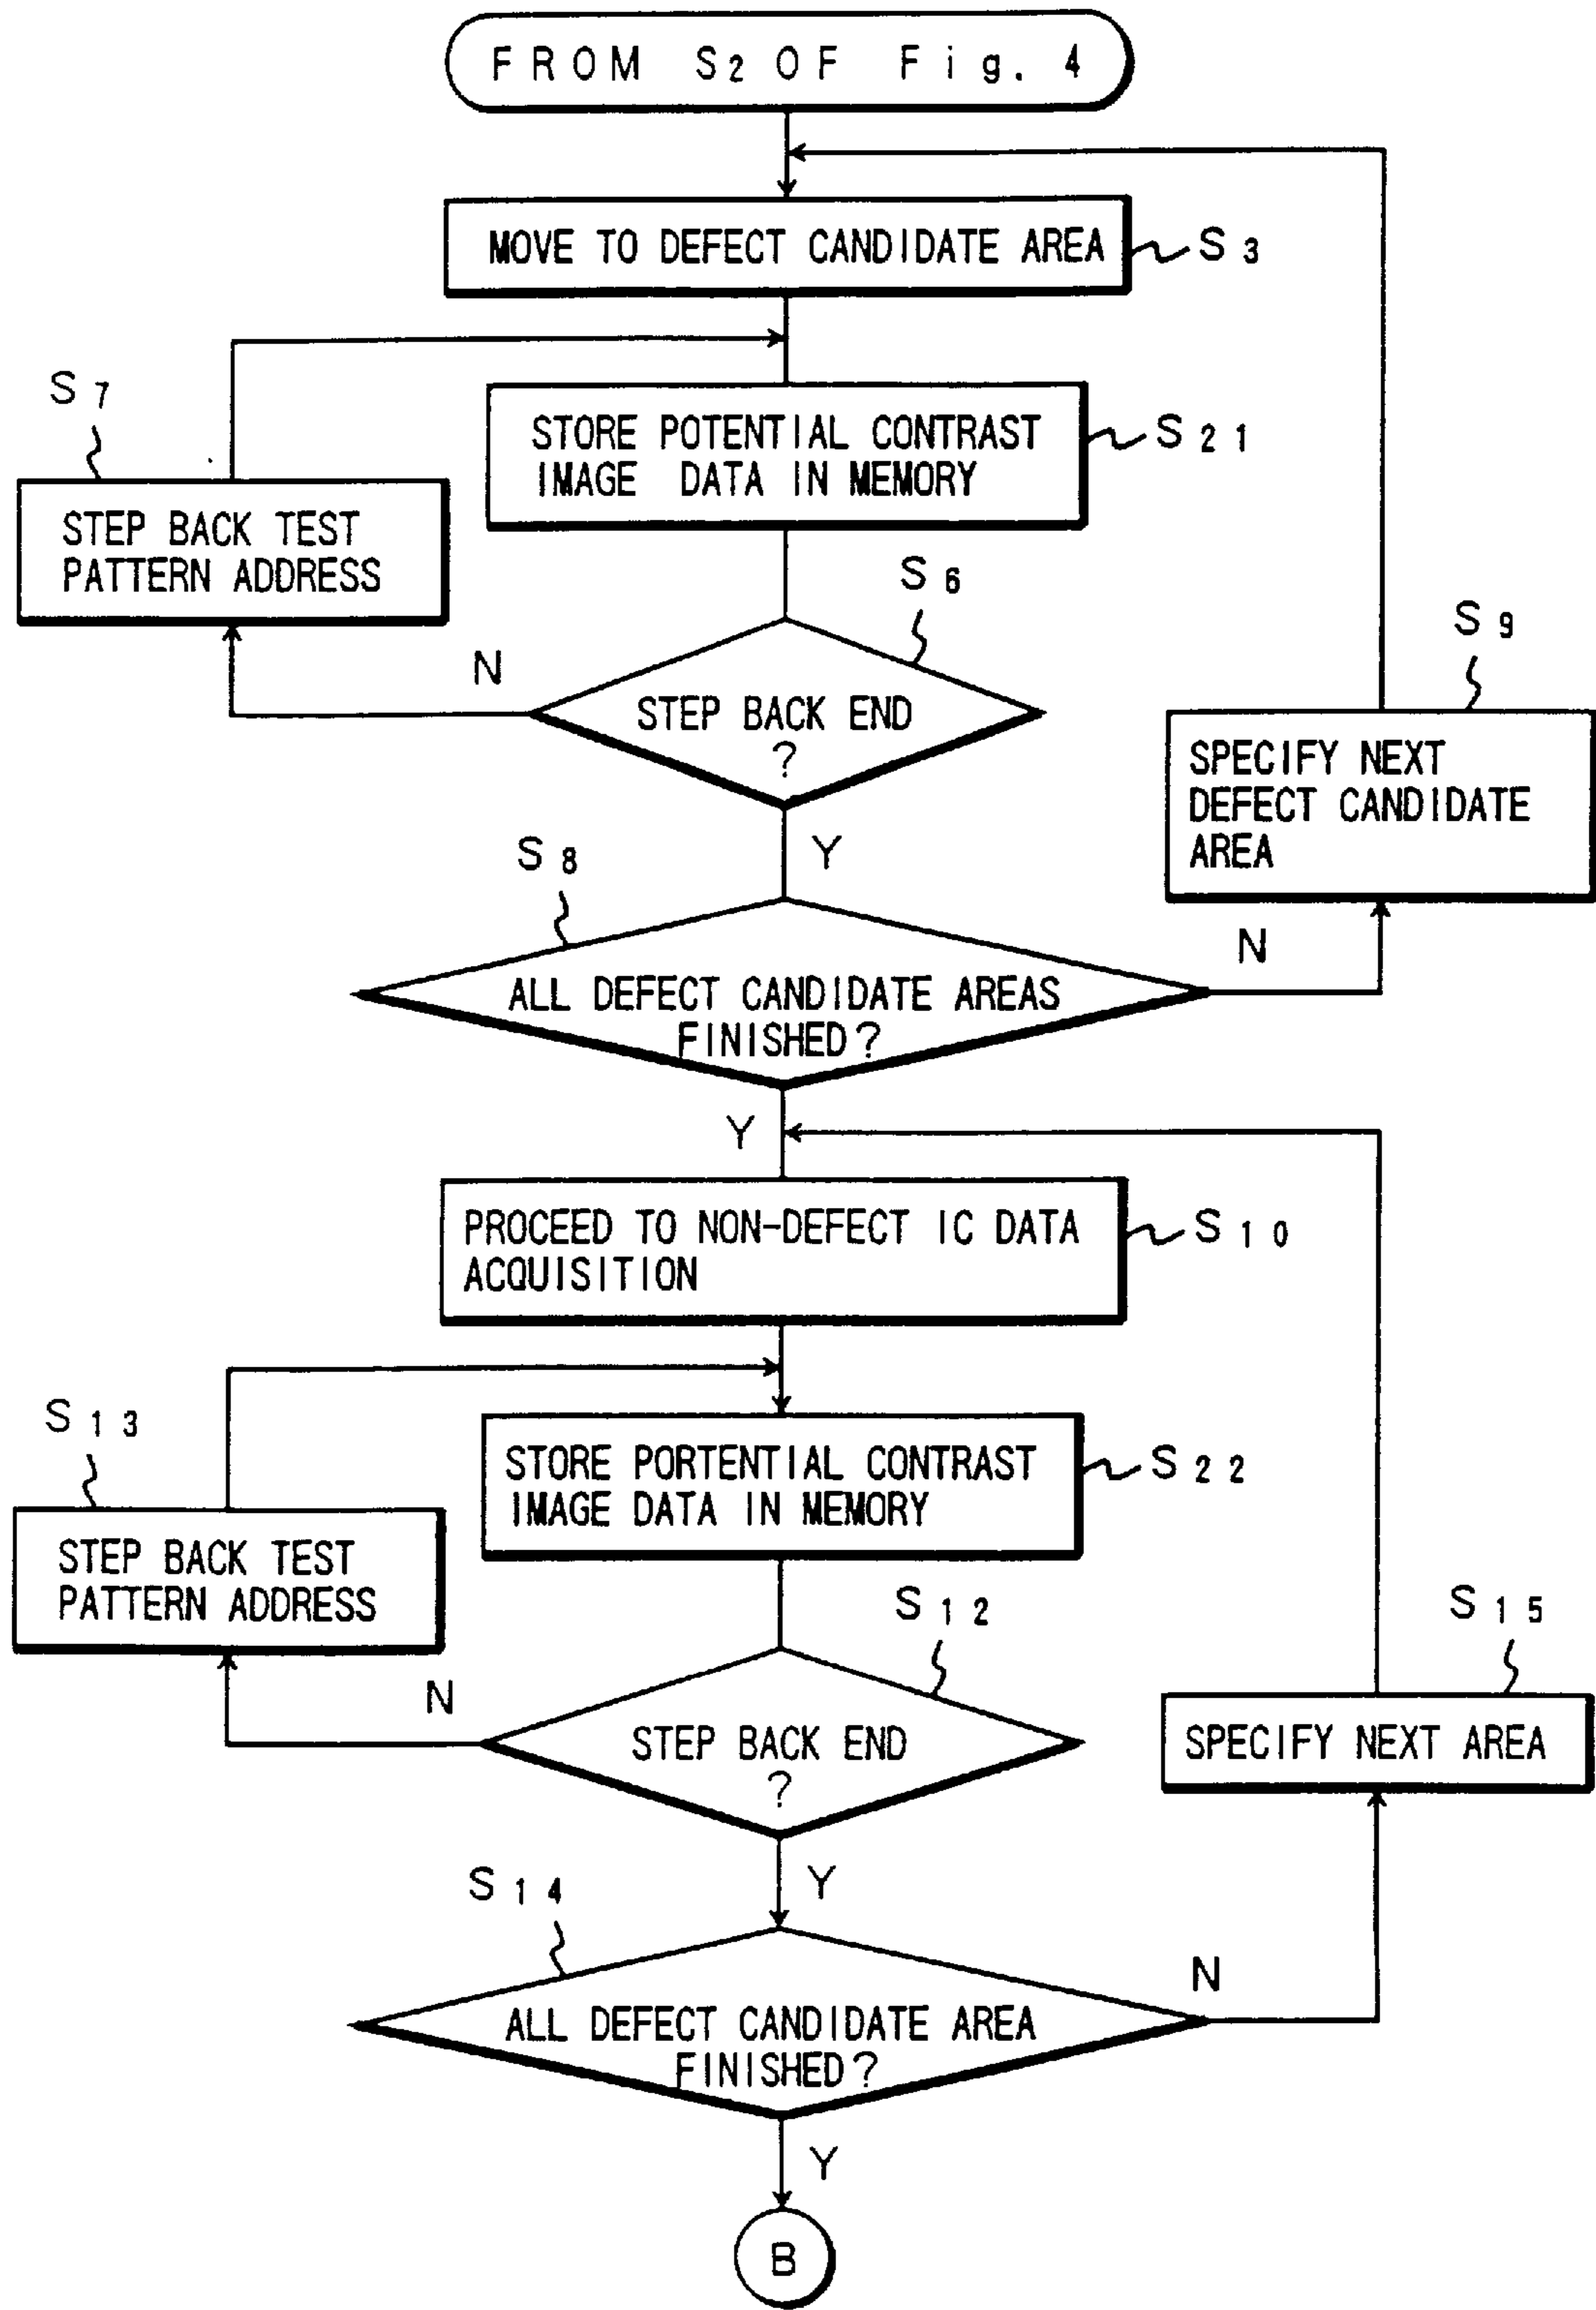 FROM S2 OF Fig. 4
MOVE TO DEFECT CANDIDATE AREA
S3
S7
STORE POTENTIAL CONTRAST
IMAGE DATA IN MEMORY
S21
STEP BACK TEST
PATTERN ADDRESS
S6
N
STEP BACK END
?
S9
SPECIFY NEXT
DEFECT CANDIDATE
AREA
Y
S8
N
ALL DEFECT CANDIDATE AREAS
FINISHED?
Y
PROCEED TO NON-DEFECT IC DATA
ACQUISITION
S10
S13
STORE PORTENTIAL CONTRAST
IMAGE DATA IN MEMORY
S22
STEP BACK TEST
PATTERN ADDRESS
S12
N
STEP BACK END
?
S15
SPECIFY NEXT AREA
Y
S14
N
ALL DEFECT CANDIDATE AREA
FINISHED?
Y
B